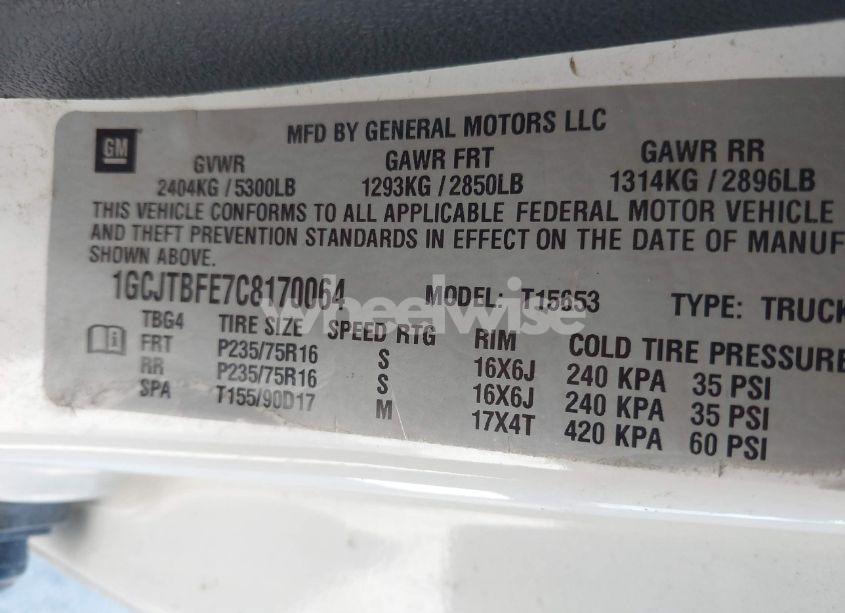 GM
MFD BY GENERAL MOTORS LLC
GVWR GAWR FRT GAWR RR
2404KG / 5300LB 1293KG / 2850LB 1314KG / 2896LB
THIS VEHICLE CONFORMS TO ALL APPLICABLE FEDERAL MOTOR VEHICLE
AND THEFT PREVENTION STANDARDS IN EFFECT ON THE DATE OF MANUF
SHOWN ABOVE.
1GCJTBFE7C8170064 MODEL: T15653 TYPE: TRUCK
wheelwise
TBG4 TIRE SIZE SPEED RTG RIM COLD TIRE PRESSURE
FRT P235/75R16 S 16X6J 240 KPA 35 PSI
RR P235/75R16 S 16X6J 240 KPA 35 PSI
SPA T155/90D17 M 17X4T 420 KPA 60 PSI